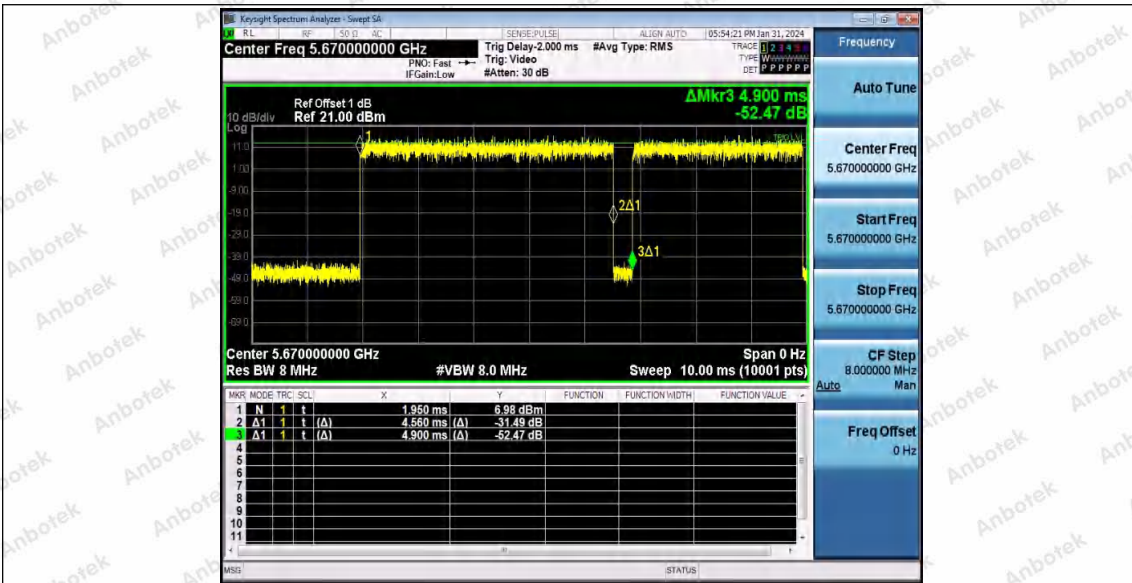 Keysight Spectrum Analyzer - Swept SA
RL RF 50 Ω AC SENSE:PULSE ALIGN AUTO 05:54:21 PM Jan 31, 2024
Center Freq 5.670000000 GHz
PNO: Fast
IFGain:Low
Trig Delay-2.000 ms
Trig: Video
#Atten: 30 dB
#Avg Type: RMS
TRACE 1 2 3 4 5 6
TYPE
DET P P P P P P
Ref Offset 1 dB
Ref 21.00 dBm
10 dB/div
Log
ΔMkr3 4.900 ms
-52.47 dB
11.0
1.00
-9.00
-19.0
-29.0
-39.0
-49.0
-59.0
-69.0
1
2Δ1
3Δ1
Center 5.670000000 GHz Span 0 Hz
Res BW 8 MHz #VBW 8.0 MHz Sweep 10.00 ms (10001 pts)
MKR MODE TRC SCL X Y FUNCTION FUNCTION WIDTH FUNCTION VALUE
1 N 1 t 1.950 ms 6.98 dBm
2 Δ1 1 t (Δ) 4.560 ms (Δ) -31.49 dB
3 Δ1 1 t (Δ) 4.900 ms (Δ) -52.47 dB
4
5
6
7
8
9
10
11
MSG STATUS
Frequency
Auto Tune
Center Freq
5.670000000 GHz
Start Freq
5.670000000 GHz
Stop Freq
5.670000000 GHz
CF Step
8.000000 MHz
Auto Man
Freq Offset
0 Hz
Anbotek